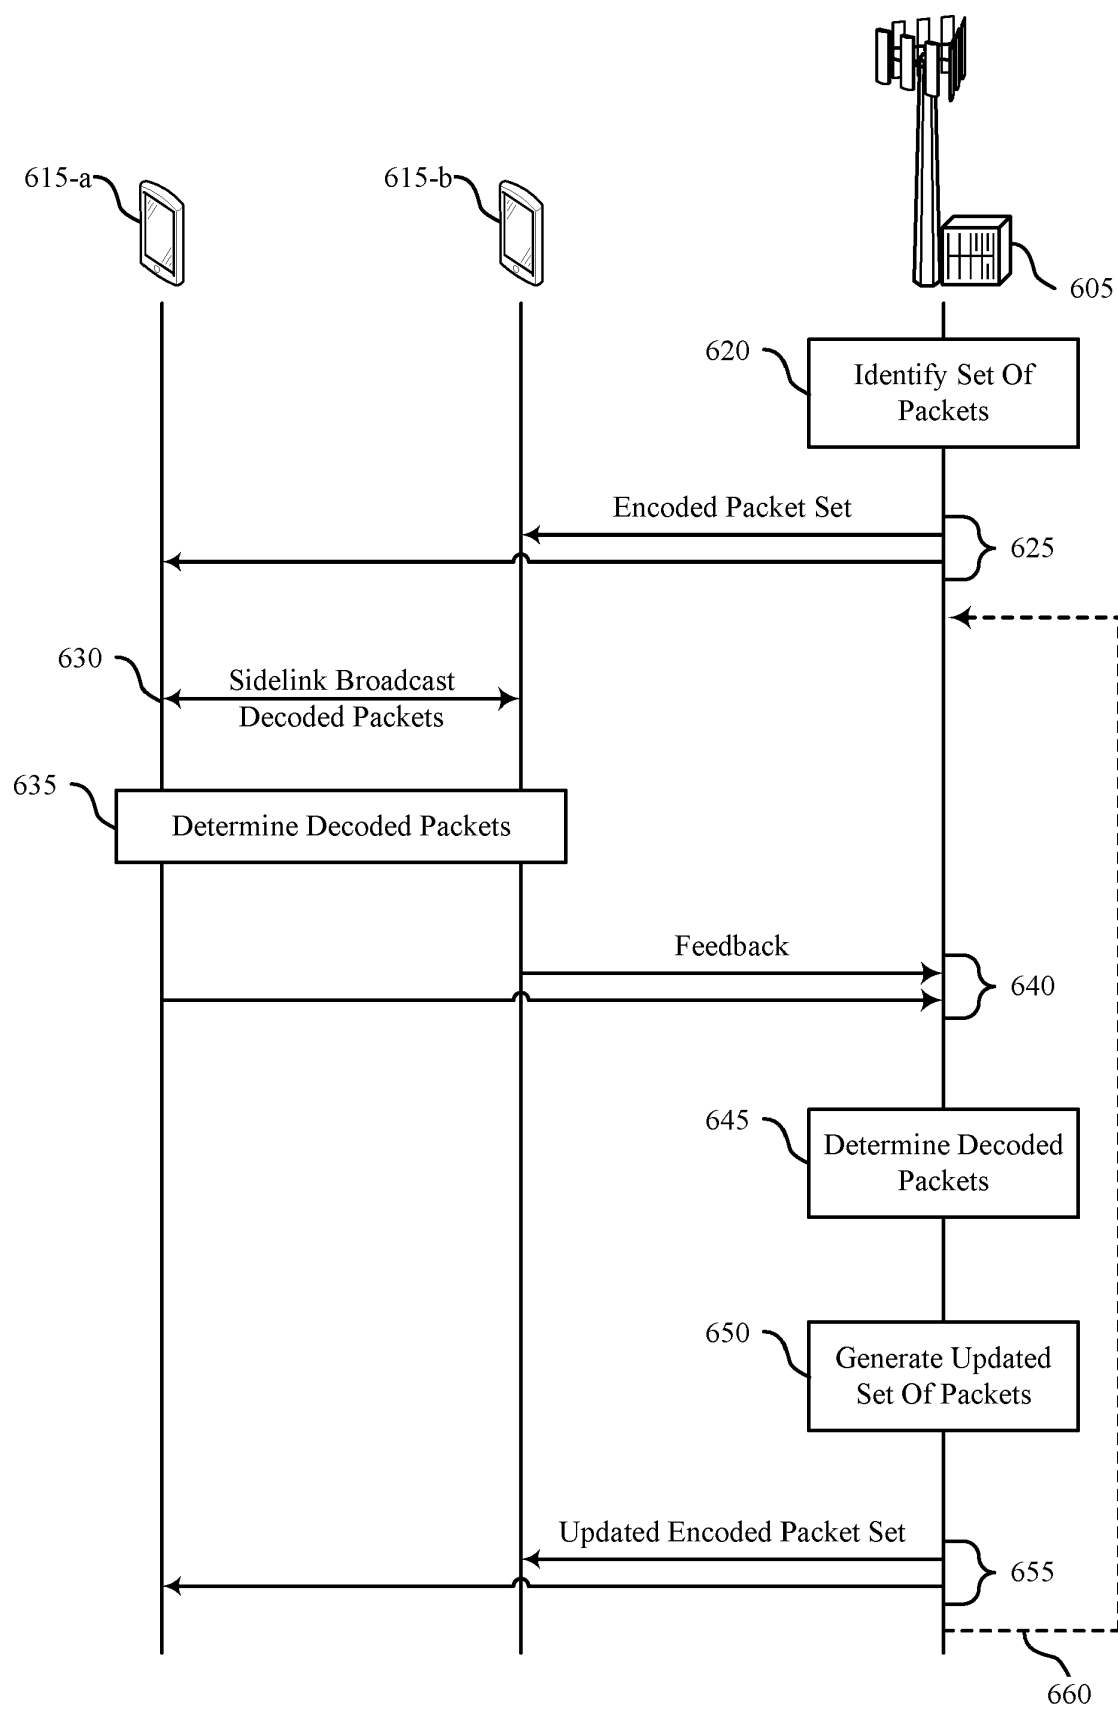 615-a
615-b
605
620
Identify Set Of
Packets
Encoded Packet Set
625
630
Sidelink Broadcast
Decoded Packets
635
Determine Decoded Packets
Feedback
640
645
Determine Decoded
Packets
650
Generate Updated
Set Of Packets
Updated Encoded Packet Set
655
660